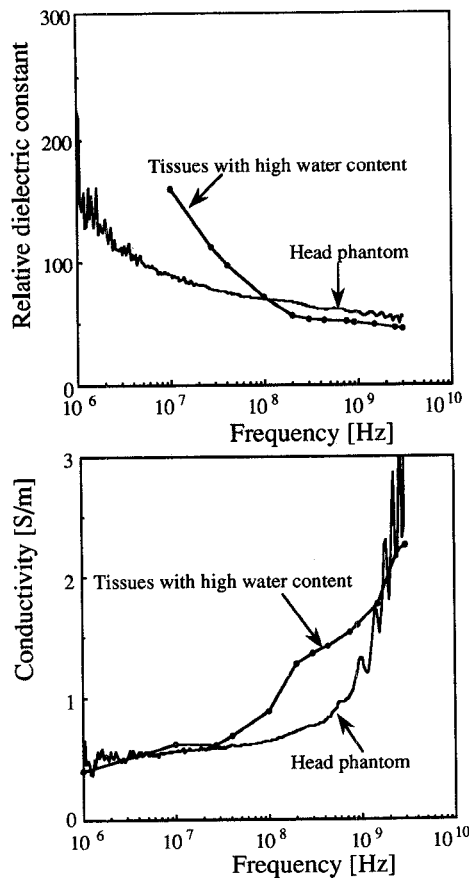 300
200
100
0
Relative dielectric constant
Tissues with high water content
Head phantom
10^6 10^7 10^8 10^9 10^10
Frequency [Hz]
3
2
1
0
Conductivity [S/m]
Tissues with high water content
Head phantom
10^6 10^7 10^8 10^9 10^10
Frequency [Hz]